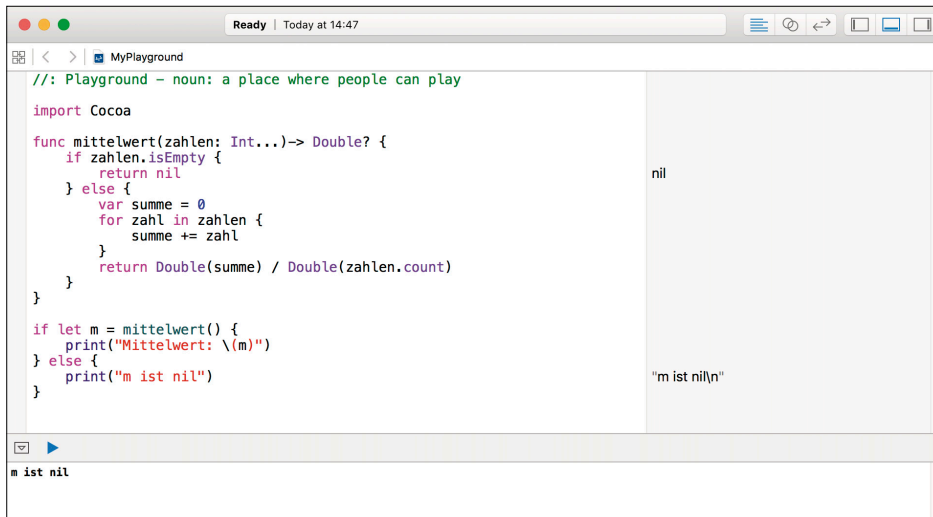 Ready | Today at 14:47
MyPlayground
//: Playground – noun: a place where people can play
import Cocoa
func mittelwert(zahlen: Int...)-> Double? {
    if zahlen.isEmpty {
        return nil
nil
    } else {
        var summe = 0
        for zahl in zahlen {
            summe += zahl
        }
        return Double(summe) / Double(zahlen.count)
    }
}
if let m = mittelwert() {
    print("Mittelwert: \(m)")
} else {
    print("m ist nil")
"m ist nil\n"
}
m ist nil